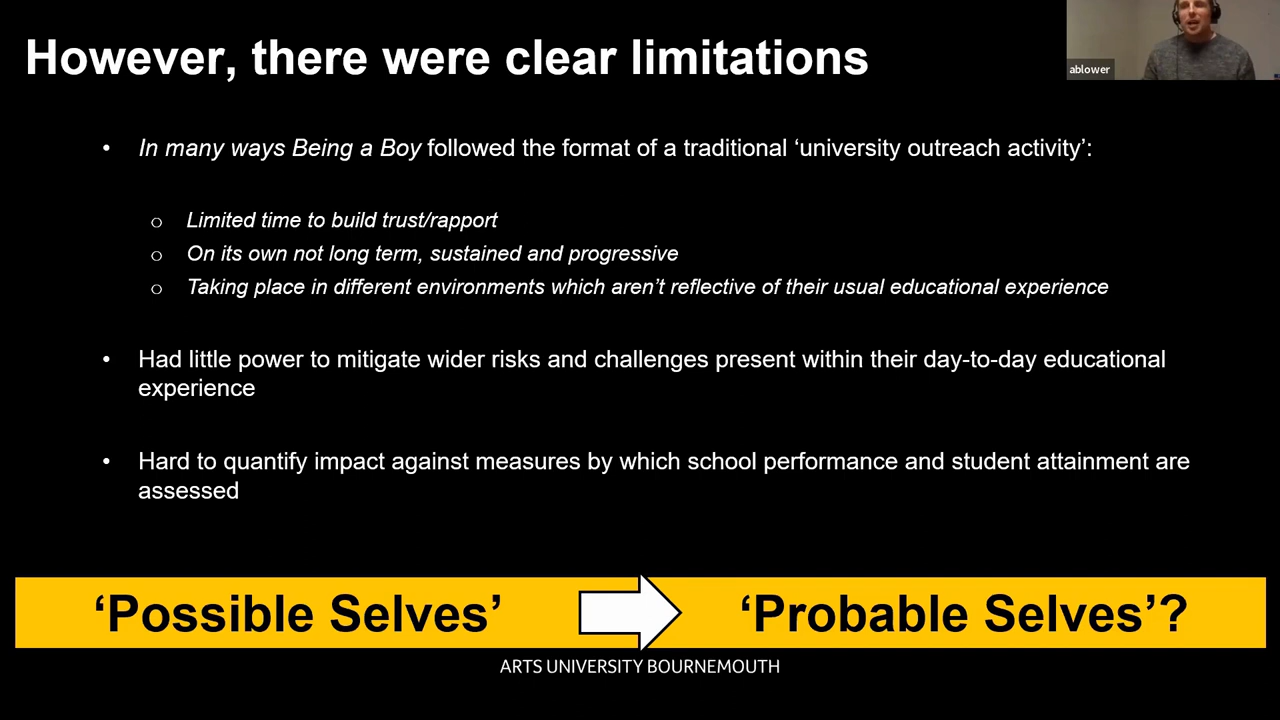 However, there were clear limitations
ablower
• In many ways Being a Boy followed the format of a traditional ‘university outreach activity’:
o Limited time to build trust/rapport
o On its own not long term, sustained and progressive
o Taking place in different environments which aren’t reflective of their usual educational experience
• Had little power to mitigate wider risks and challenges present within their day-to-day educational
experience
• Hard to quantify impact against measures by which school performance and student attainment are
assessed
‘Possible Selves’ ‘Probable Selves’?
ARTS UNIVERSITY BOURNEMOUTH